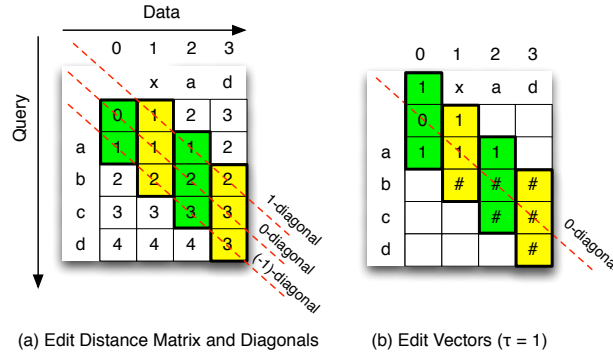 Data
Query
0 1 2 3
x a d
0 1 2 3
a 1 1 1 2
b 2 2 2 2
c 3 3 3 3
d 4 4 4 3
1-diagonal
0-diagonal
(-1)-diagonal
(a) Edit Distance Matrix and Diagonals
0 1 2 3
1 x a d
0 1
a 1 1 1
b # # #
c # #
d #
0-diagonal
(b) Edit Vectors (τ = 1)